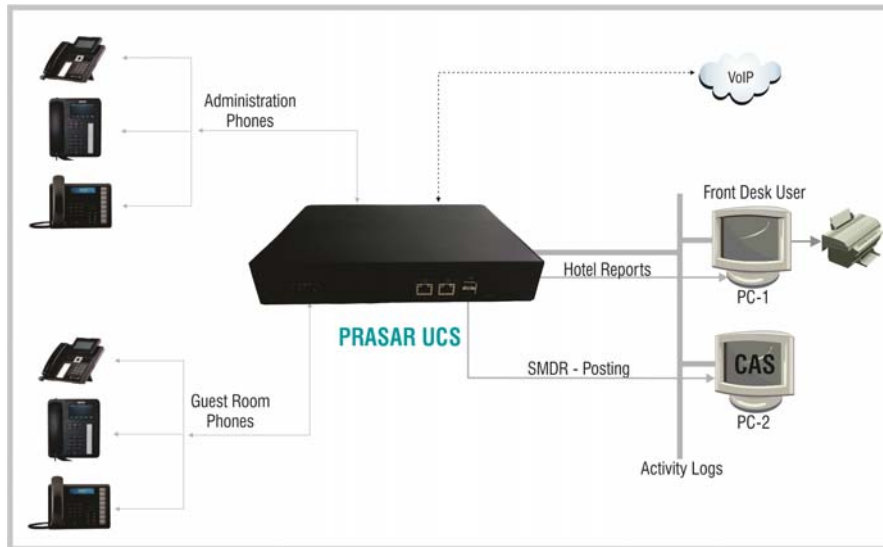 VoIP
Administration
Phones
Front Desk User
Hotel Reports
PC-1
PRASAR UCS
SMDR - Posting
CAS
PC-2
Guest Room
Phones
Activity Logs